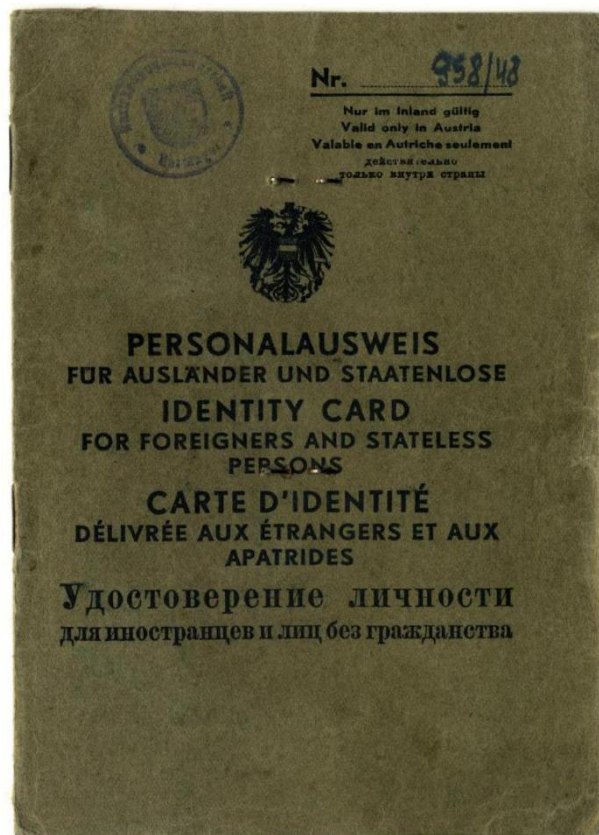 Nr. 958/48
Nur im Inland gültig
Valid only in Austria
Valable en Autriche seulement
действительно
только внутри страны
PERSONALAUSWEIS
FÜR AUSLÄNDER UND STAATENLOSE
IDENTITY CARD
FOR FOREIGNERS AND STATELESS
PERSONS
CARTE D'IDENTITÉ
DÉLIVRÉE AUX ÉTRANGERS ET AUX
APATRIDES
Удостоверение личности
для иностранцев и лиц без гражданства